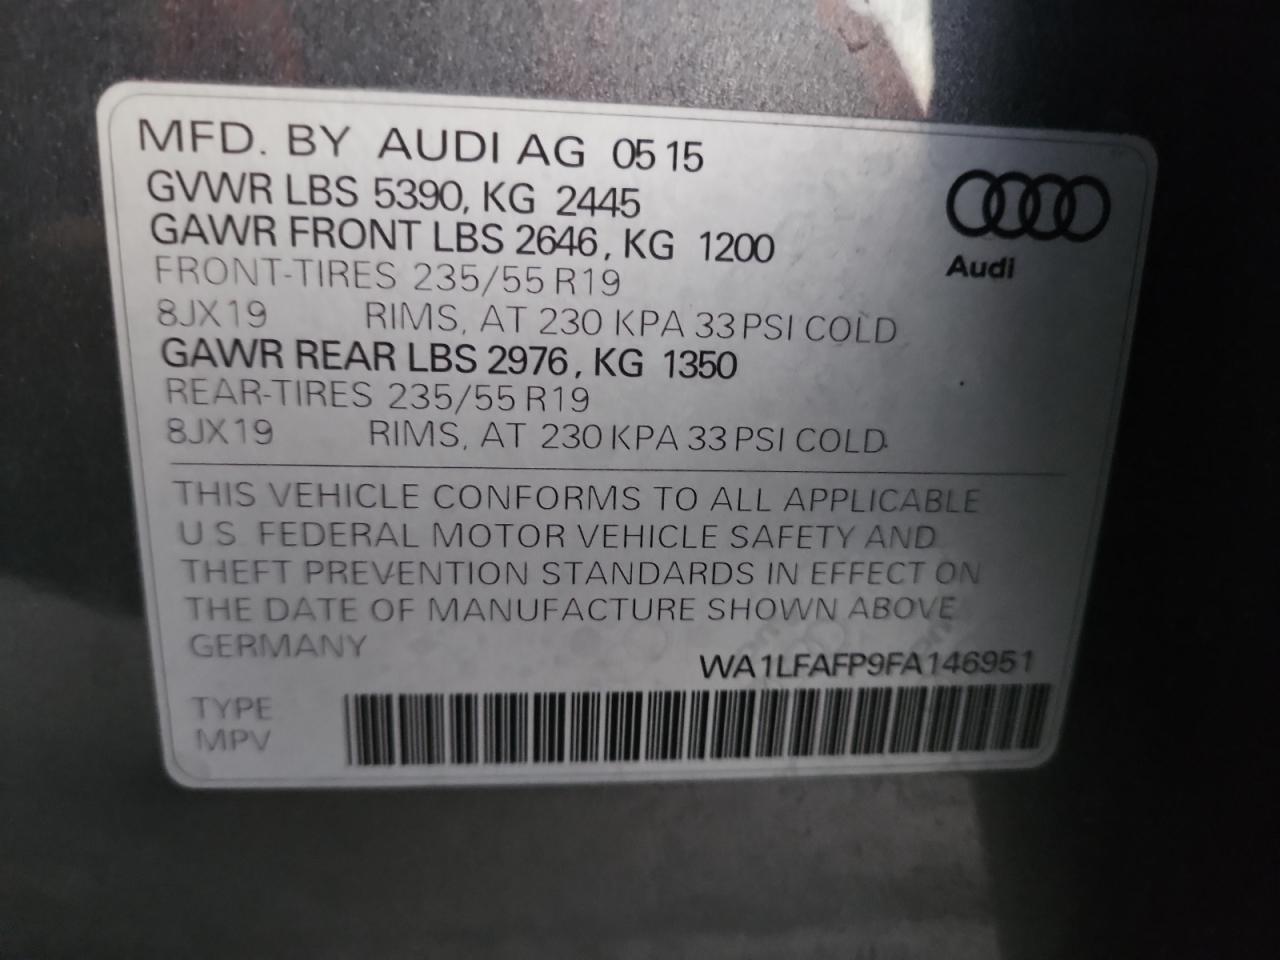 MFD. BY AUDI AG 05 15
GVWR LBS 5390, KG 2445
GAWR FRONT LBS 2646, KG 1200
FRONT-TIRES 235/55 R19
8JX19 RIMS, AT 230 KPA 33 PSI COLD
GAWR REAR LBS 2976, KG 1350
REAR-TIRES 235/55 R19
8JX19 RIMS, AT 230 KPA 33 PSI COLD
Audi
THIS VEHICLE CONFORMS TO ALL APPLICABLE
U S FEDERAL MOTOR VEHICLE SAFETY AND
THEFT PREVENTION STANDARDS IN EFFECT ON
THE DATE OF MANUFACTURE SHOWN ABOVE
GERMANY
WA1LFAFP9FA146951
TYPE
MPV